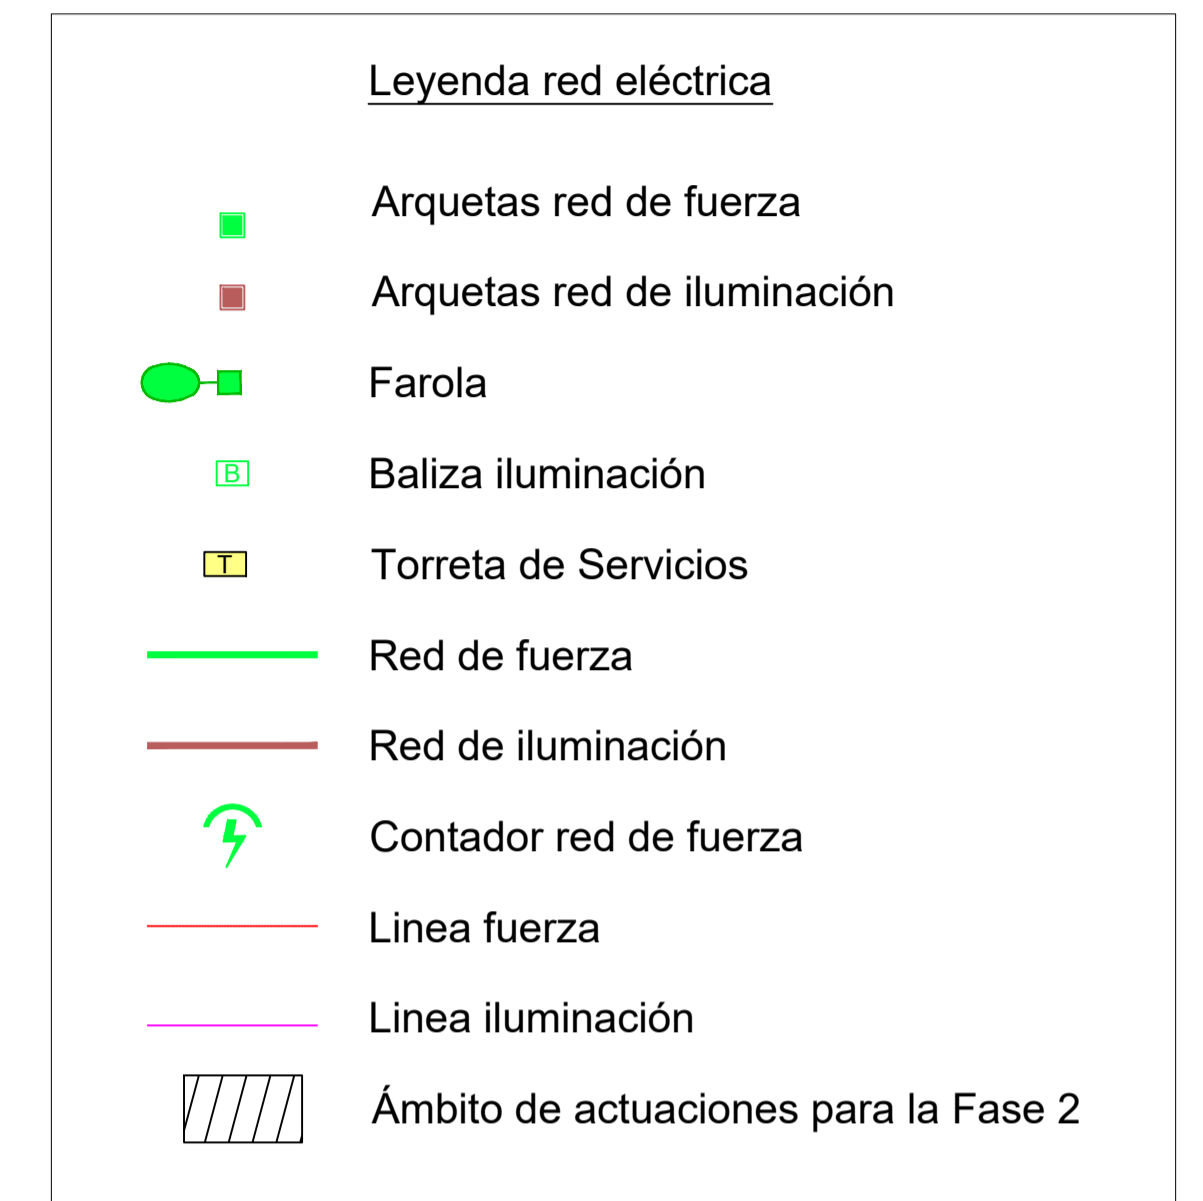 Leyenda red eléctrica
Arquetas red de fuerza
Arquetas red de iluminación
Farola
B Baliza iluminación
T Torreta de Servicios
Red de fuerza
Red de iluminación
Contador red de fuerza
Linea fuerza
Linea iluminación
Ámbito de actuaciones para la Fase 2